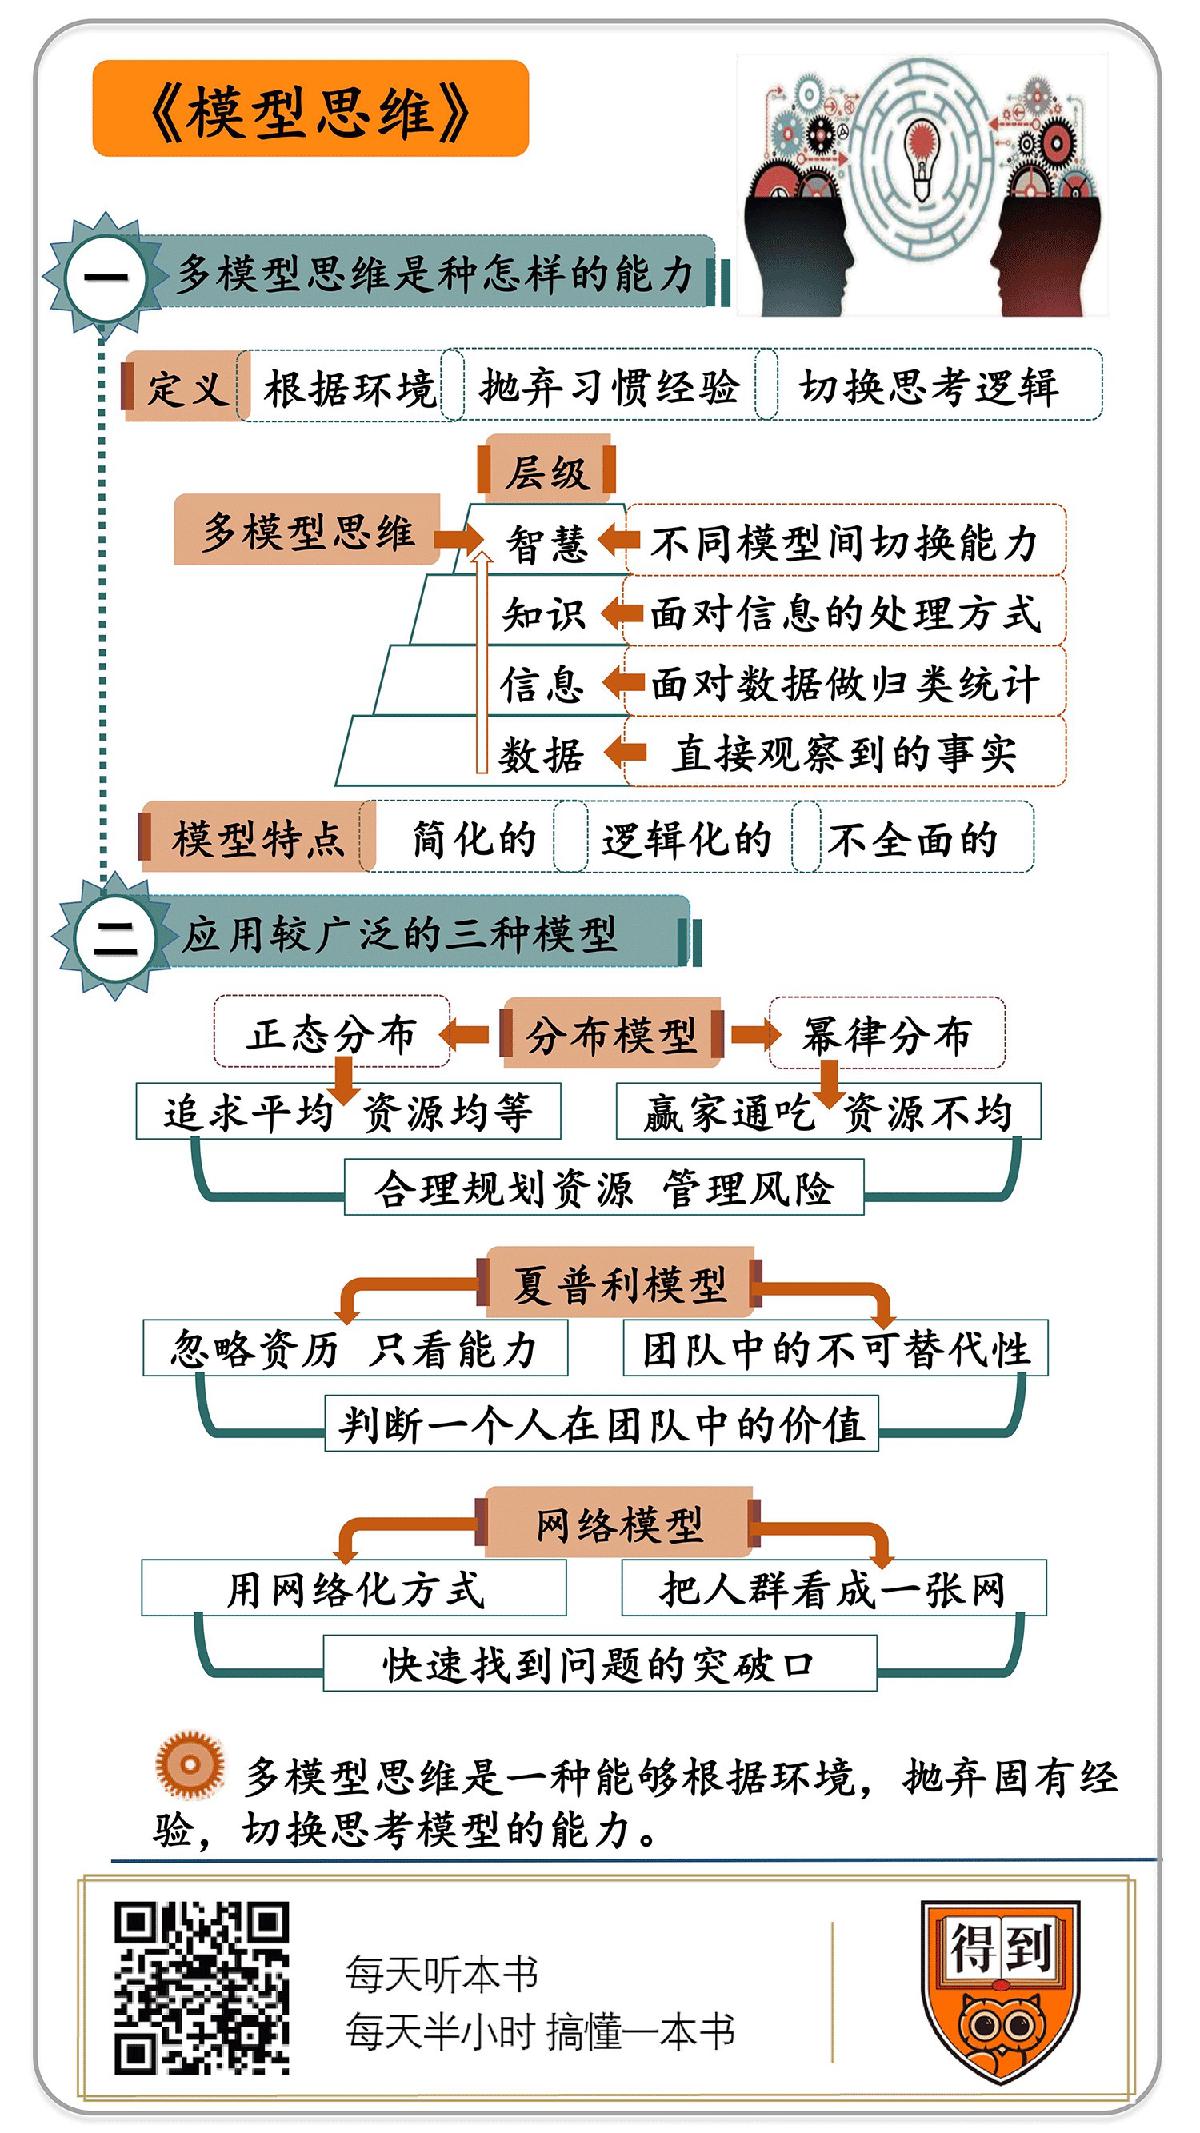 《模型思维》
一 多模型思维是种怎样的能力
定义 根据环境 抛弃习惯经验 切换思考逻辑
层级
多模型思维 智慧 不同模型间切换能力
知识 面对信息的处理方式
信息 面对数据做归类统计
数据 直接观察到的事实
模型特点 简化的 逻辑化的 不全面的
二 应用较广泛的三种模型
正态分布 分布模型 幂律分布
追求平均 资源均等 赢家通吃 资源不均
合理规划资源 管理风险
夏普利模型
忽略资历 只看能力 团队中的不可替代性
判断一个人在团队中的价值
网络模型
用网络化方式 把人群看成一张网
快速找到问题的突破口
多模型思维是一种能够根据环境，抛弃固有经
验，切换思考模型的能力。
每天听本书
每天半小时 搞懂一本书
得到